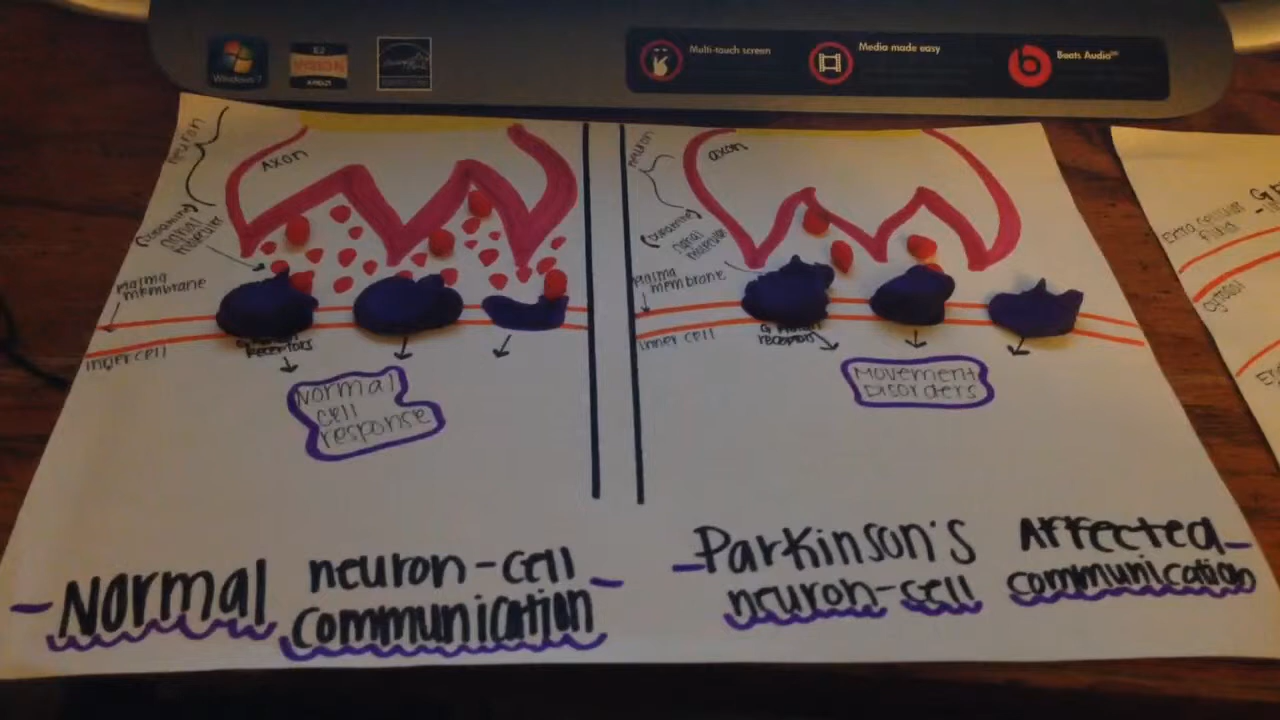 Windows 7
Multi-touch screen
Media made easy
Beats Audio
neuron
Axon
(dopamine)
signal
molecules
Plasma
membrane
inner cell
receptors
Normal
cell
response
neuron
axon
(dopamine)
signal
molecules
Plasma
membrane
inner cell
G Protein
receptors
Movement
Disorders
Extra Cellular
fluid
cytosol
-Normal neuron-cell
communication-
-Parkinson's Affected-
neuron-cell communication